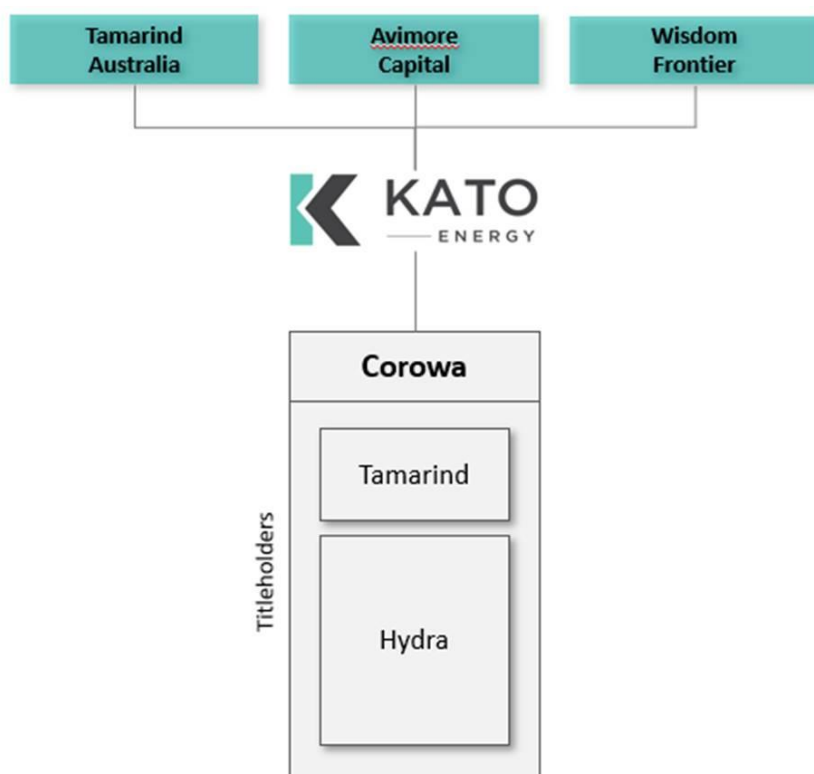 Tamarind
Australia
Avimore
Capital
Wisdom
Frontier
KATO
ENERGY
Corowa
Titleholders
Tamarind
Hydra